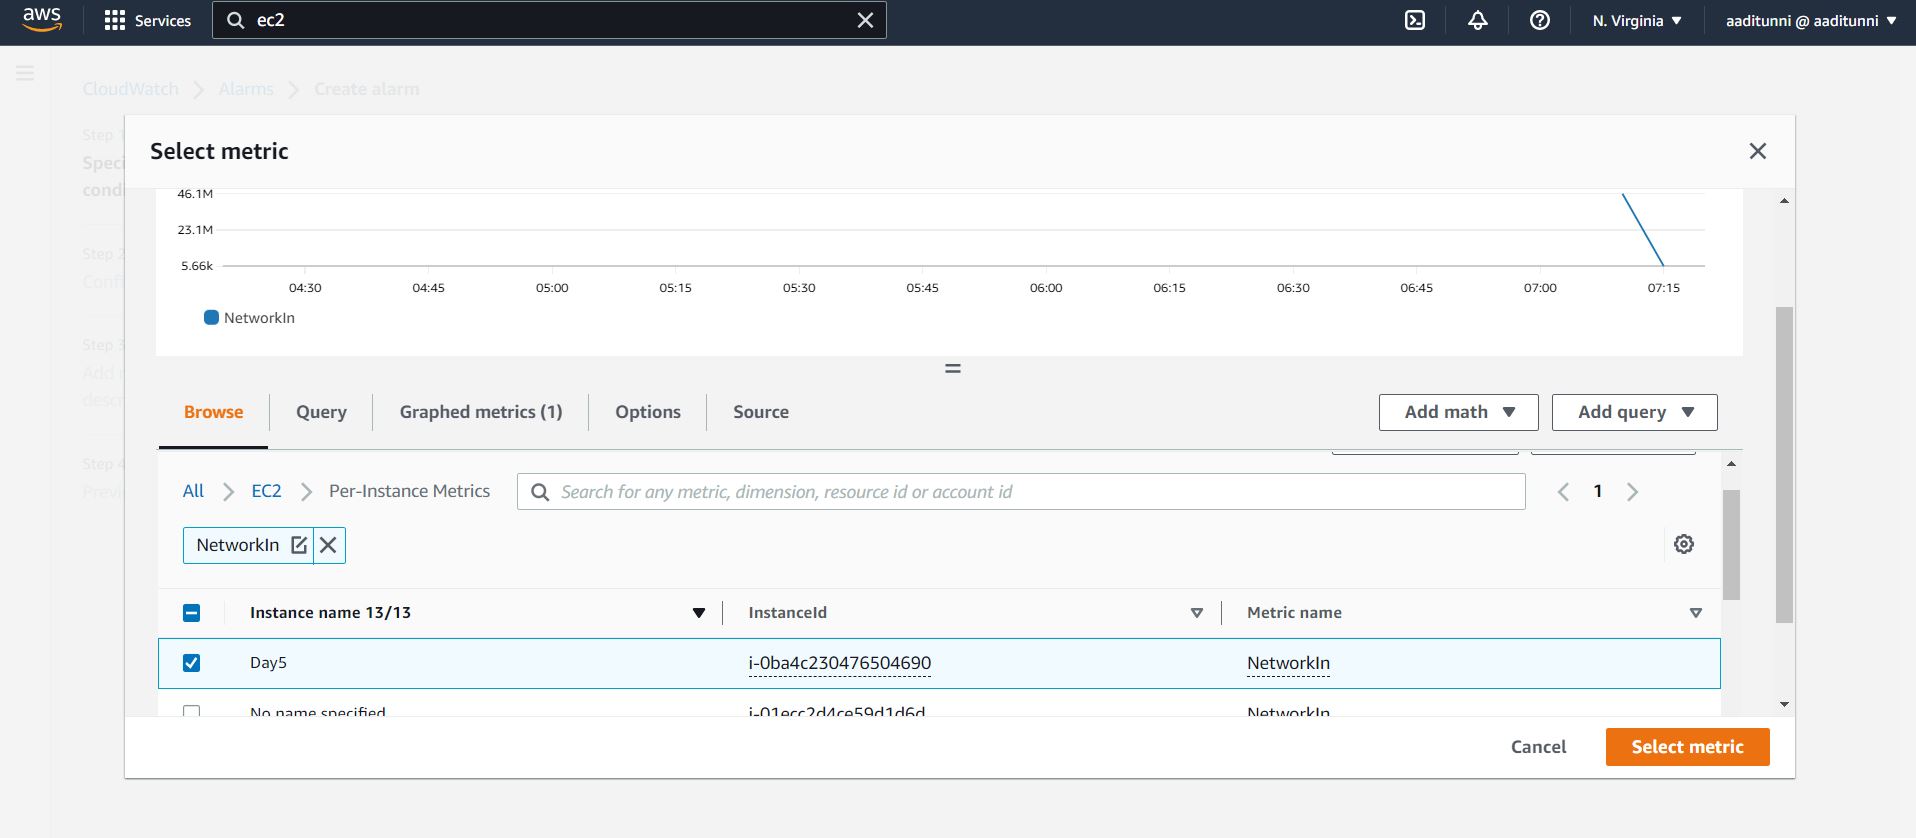 aws
Services
ec2
N. Virginia
aaditunni @ aaditunni
CloudWatch
Alarms
Create alarm
Step 1
Speci
condi
Step 2
Confi
Step 3
Add
descr
Step 4
Previ
Select metric
46.1M
23.1M
5.66k
04:30 04:45 05:00 05:15 05:30 05:45 06:00 06:15 06:30 06:45 07:00 07:15
NetworkIn
Browse
Query
Graphed metrics (1)
Options
Source
Add math
Add query
All
EC2
Per-Instance Metrics
Search for any metric, dimension, resource id or account id
1
NetworkIn
Instance name 13/13 InstanceId Metric name
Day5 i-0ba4c230476504690 NetworkIn
No name specified i-01ecc2d4ce59d1d6d NetworkIn
Cancel
Select metric